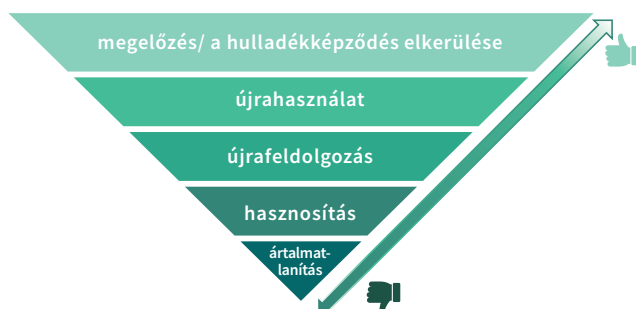 megelőzés/ a hulladékképződés elkerülése
újrahasználat
újrafeldolgozás
hasznosítás
ártalmat-
lanítás